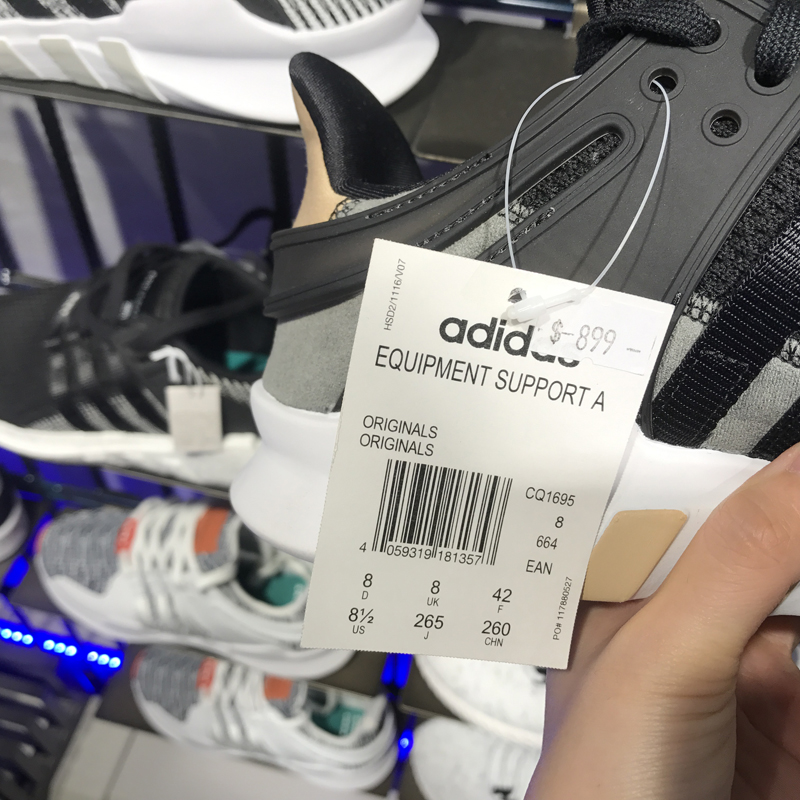 HSD2/1116/V07
adidas
$ -899 -
EQUIPMENT SUPPORT A
ORIGINALS
ORIGINALS
CQ1695
8
664
EAN
4 059319 181357
8 8 42
D UK F
8½ 265 260
US J CHN
PO# 117880527